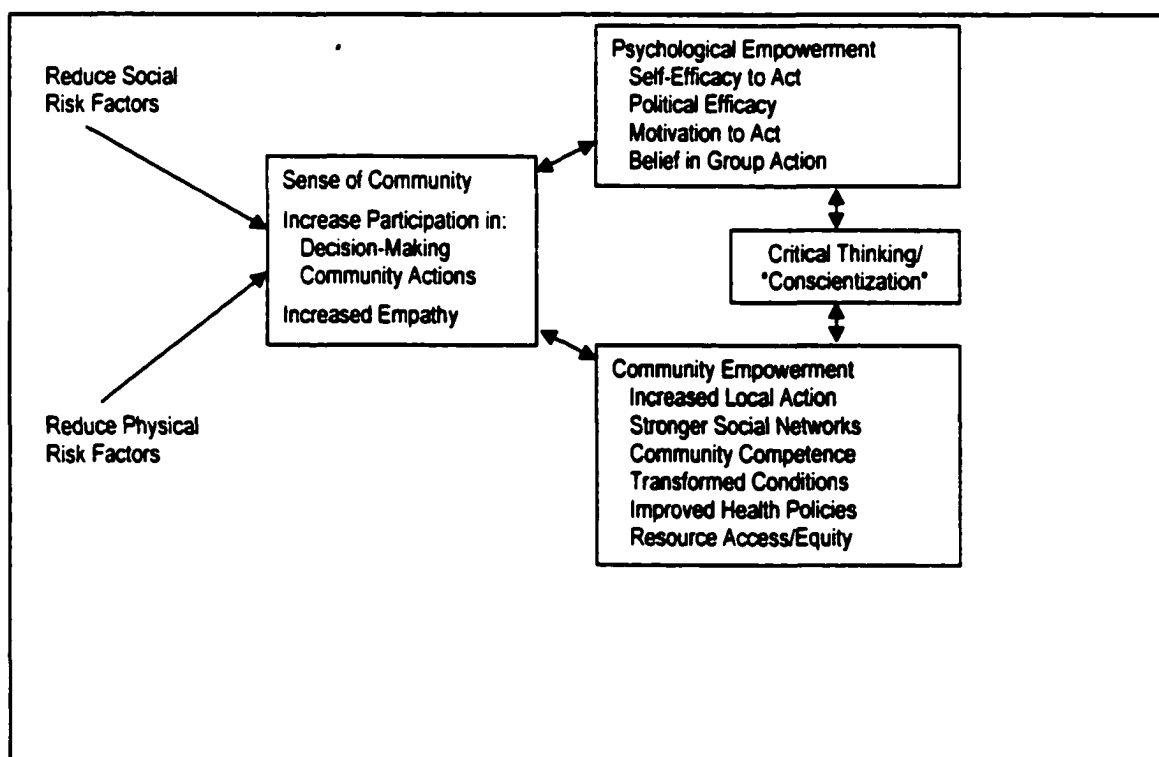 Reduce Social
Risk Factors
Reduce Physical
Risk Factors
Sense of Community
Increase Participation in:
Decision-Making
Community Actions
Increased Empathy
Psychological Empowerment
Self-Efficacy to Act
Political Efficacy
Motivation to Act
Belief in Group Action
Critical Thinking/
"Conscientization"
Community Empowerment
Increased Local Action
Stronger Social Networks
Community Competence
Transformed Conditions
Improved Health Policies
Resource Access/Equity